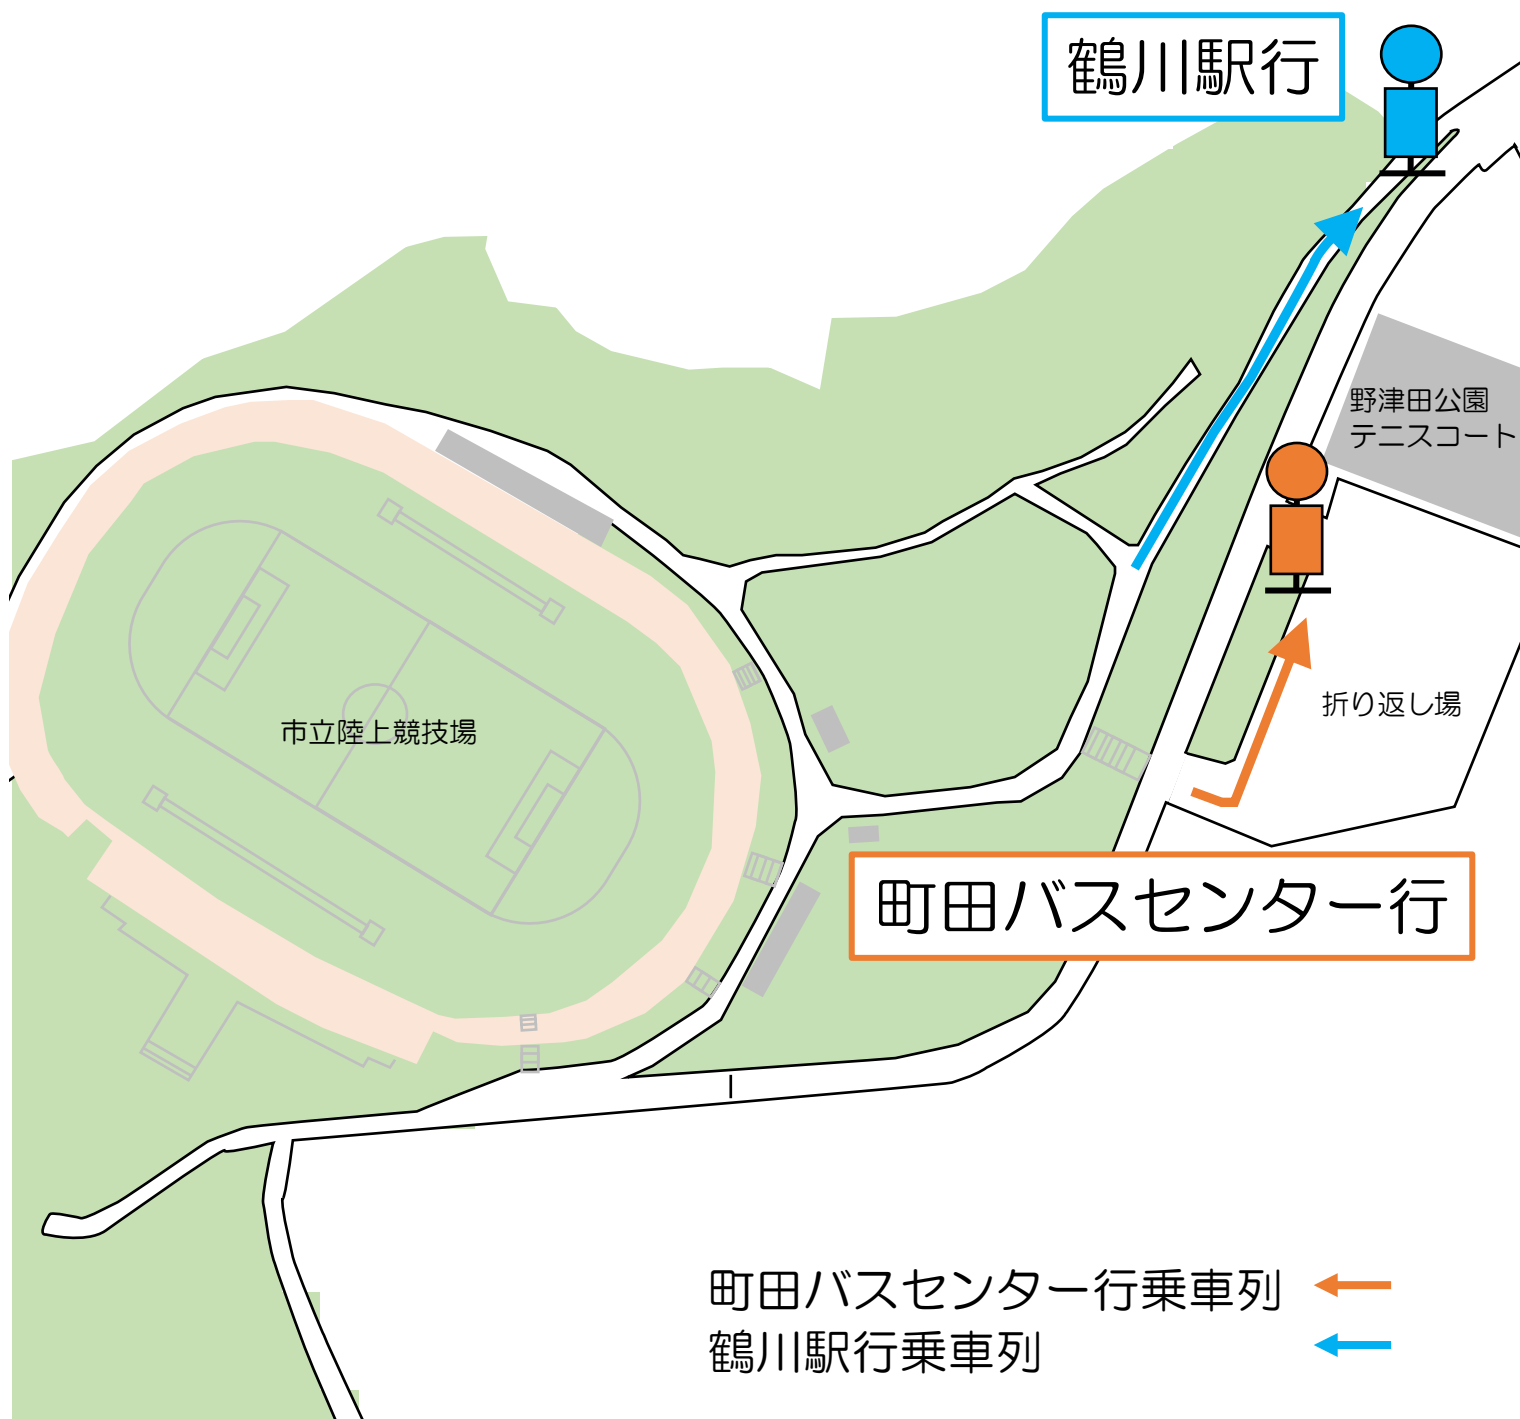 鶴川駅行
野津田公園
テニスコート
折り返し場
市立陸上競技場
町田バスセンター行
町田バスセンター行乗車列
鶴川駅行乗車列